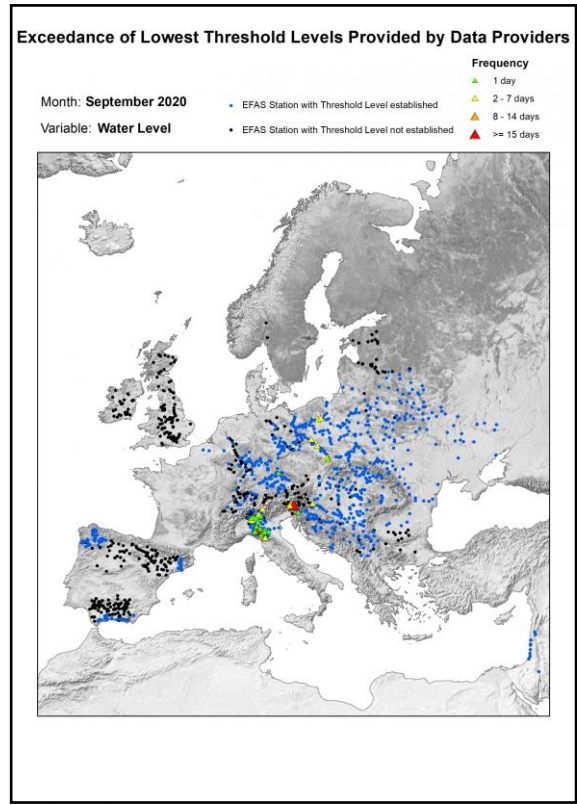 Exceedance of Lowest Threshold Levels Provided by Data Providers
Frequency
1 day
2 - 7 days
8 - 14 days
>= 15 days
Month: September 2020
Variable: Water Level
EFAS Station with Threshold Level established
EFAS Station with Threshold Level not established